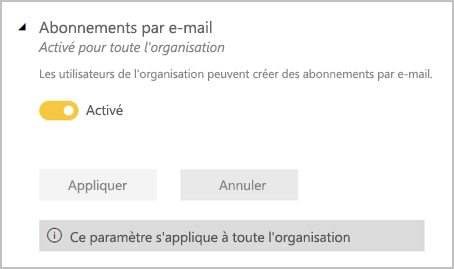 Abonnements par e-mail
Activé pour toute l'organisation
Les utilisateurs de l'organisation peuvent créer des abonnements par e-mail.
Activé
Appliquer Annuler
Ce paramètre s'applique à toute l'organisation